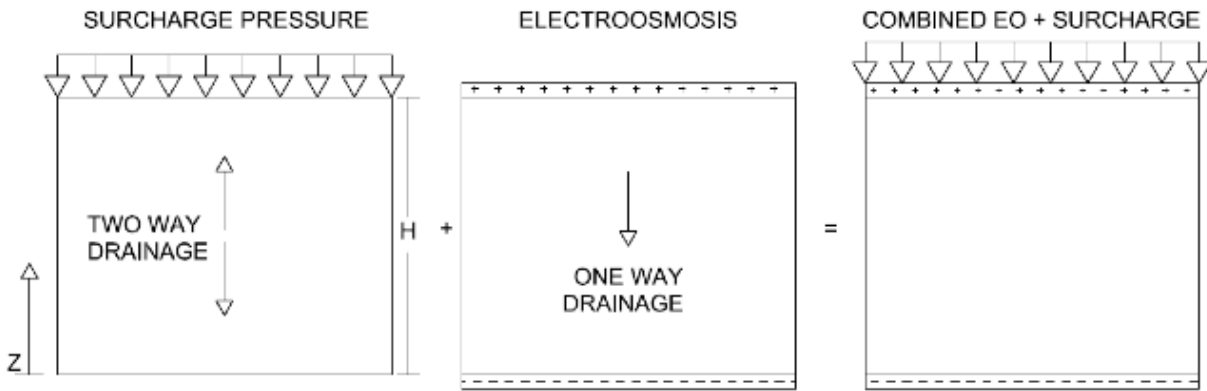 SURCHARGE PRESSURE
ELECTROOSMOSIS
COMBINED EO + SURCHARGE
+ + + + + + + + + + - - - + + +
+ + + + + - - + + - - + + + -
TWO WAY
DRAINAGE
H
+
=
ONE WAY
DRAINAGE
Z
- - - - - - - - - - - - - - - - - - - - - -
- - - - - - - - - - - - - - - - - - - - - -